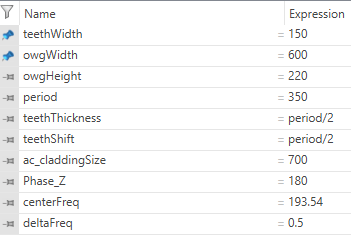 Name Expression
teethWidth = 150
owgWidth = 600
owgHeight = 220
period = 350
teethThickness = period/2
teethShift = period/2
ac_claddingSize = 700
Phase_Z = 180
centerFreq = 193.54
deltaFreq = 0.5